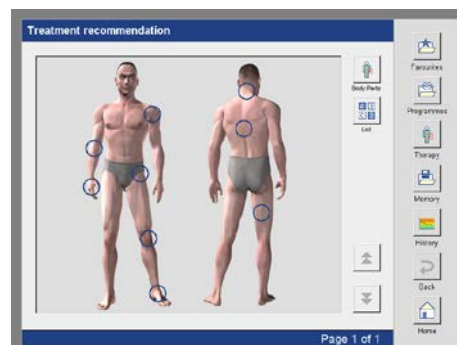 Treatment recommendation
Body Parts
List
Page 1 of 1
Favourites
Programmes
Therapy
Memory
History
Back
Home